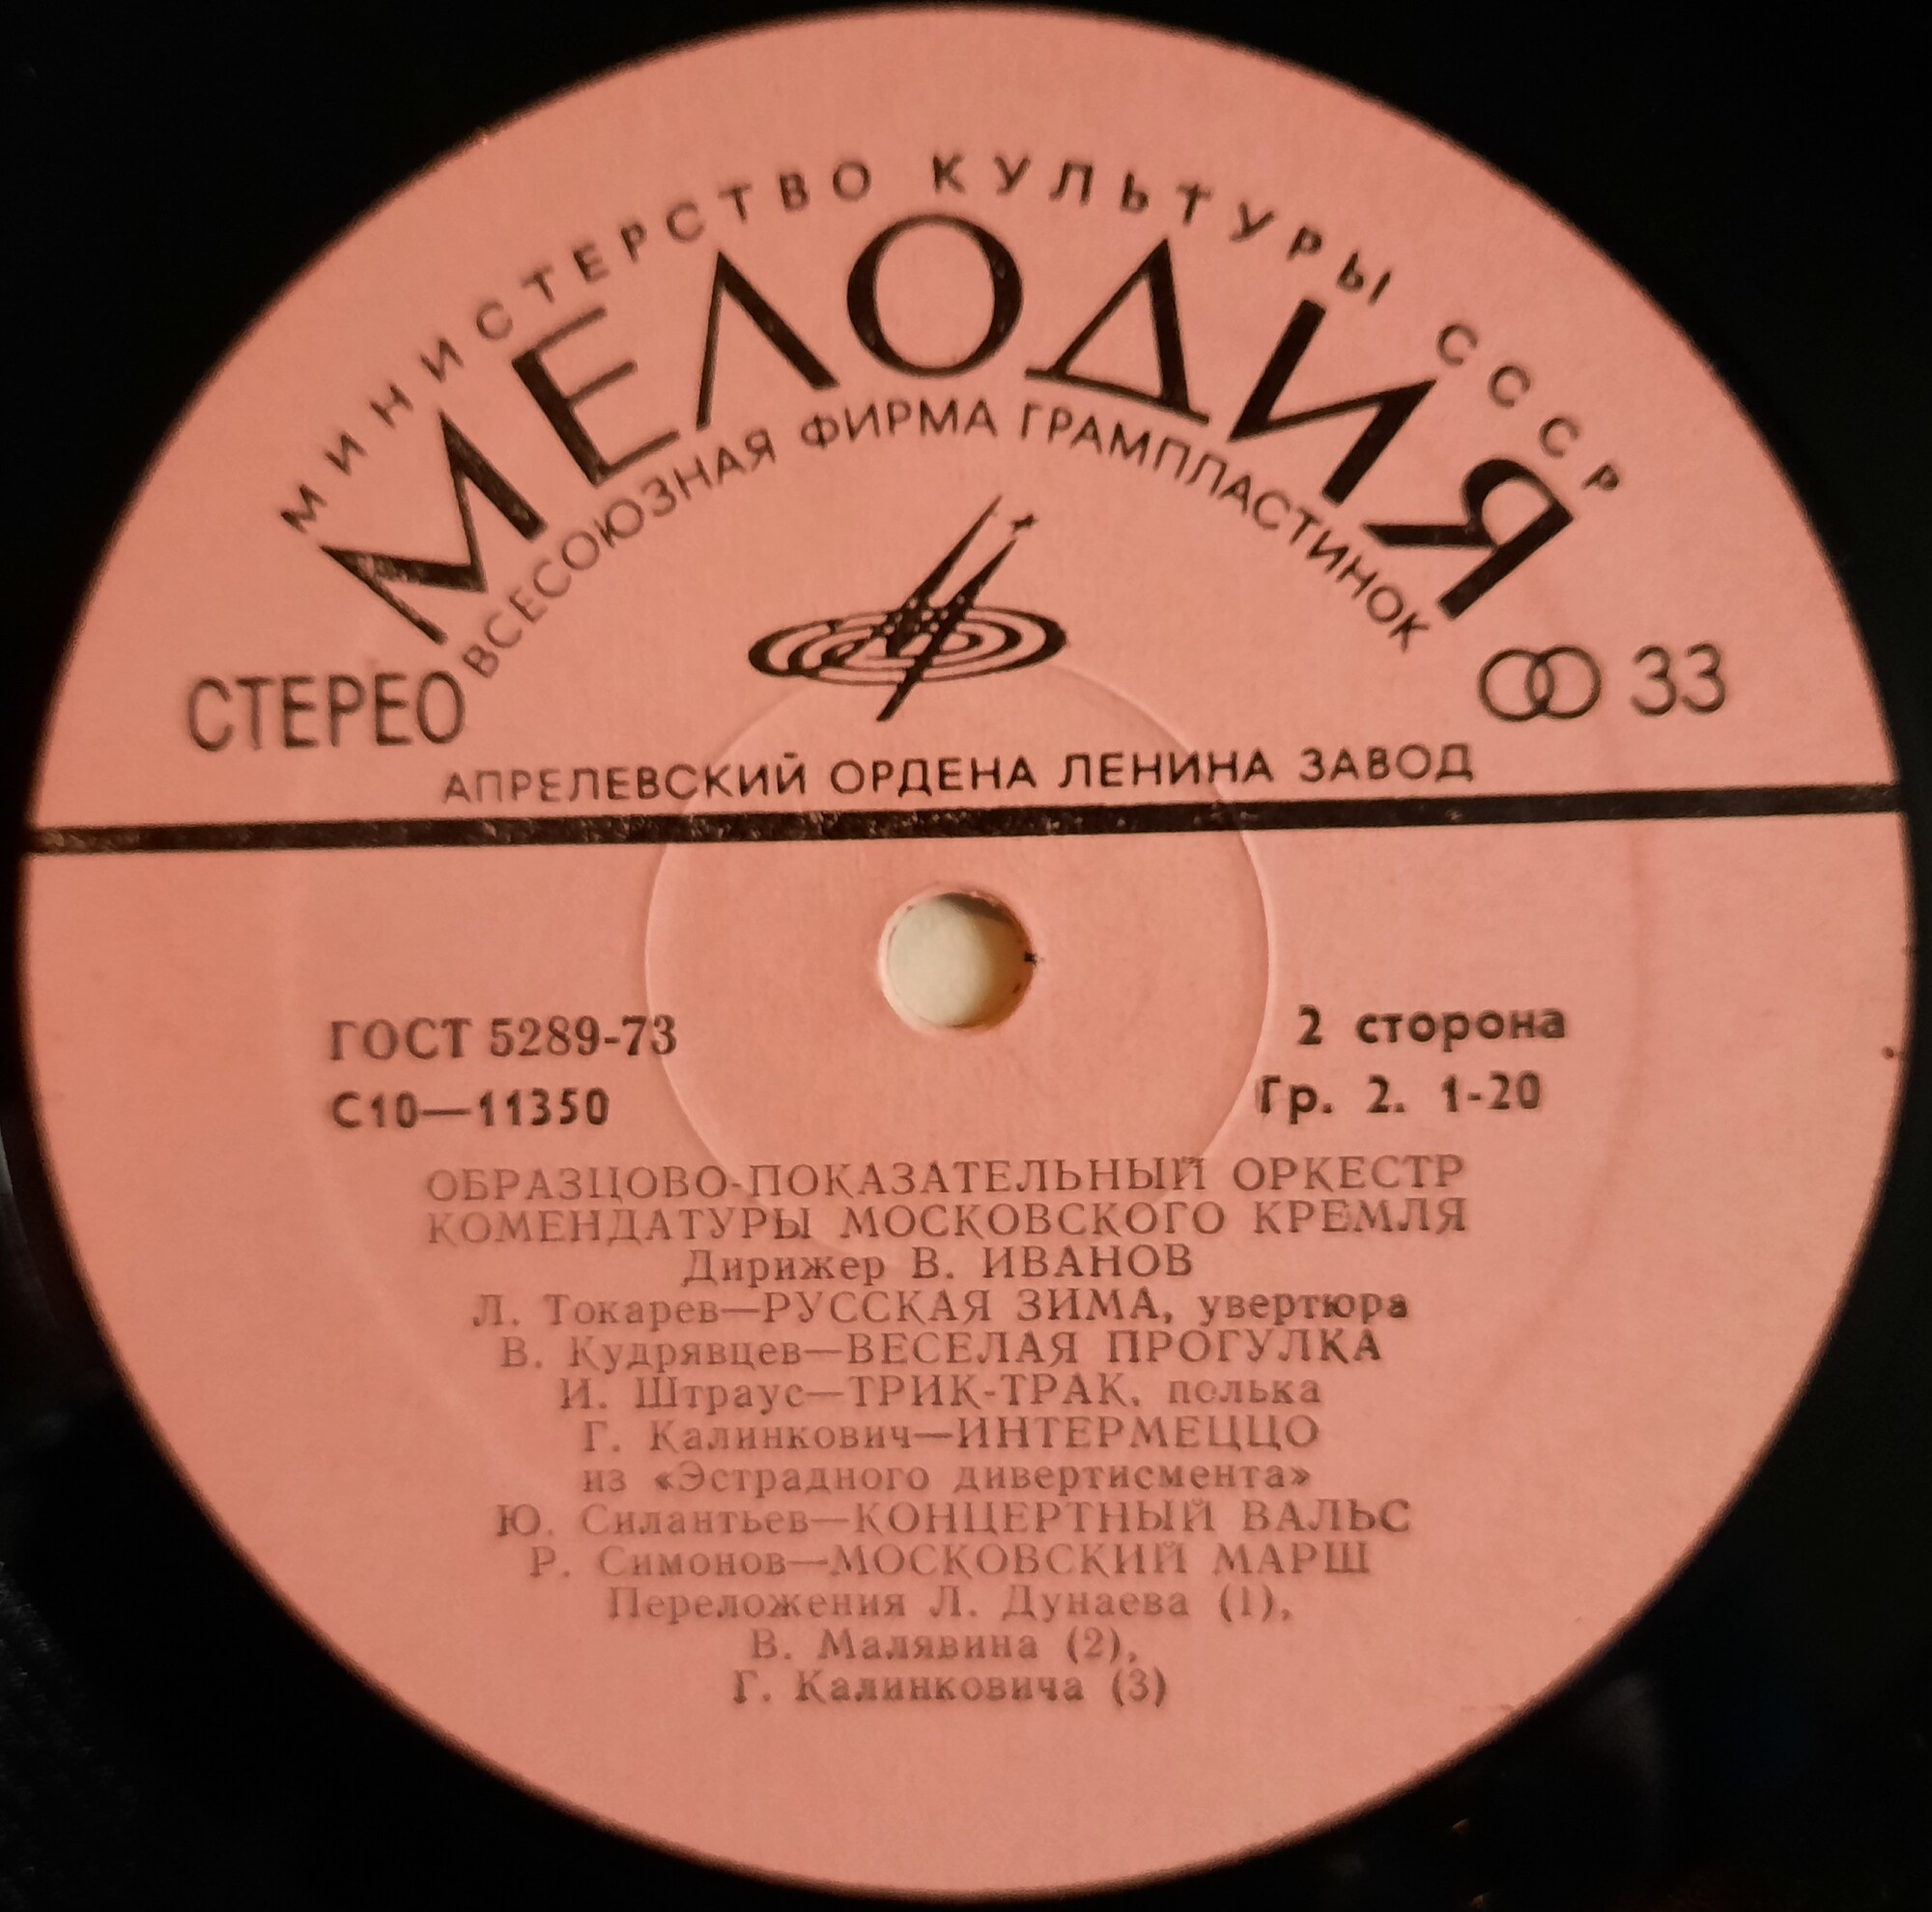 МИНИСТЕРСТВО КУЛЬТУРЫ СССР
МЕЛОДИЯ
ВСЕСОЮЗНАЯ ФИРМА ГРАМПЛАСТИНОК
СТЕРЕО
33
АПРЕЛЕВСКИЙ ОРДЕНА ЛЕНИНА ЗАВОД
ГОСТ 5289-73
2 сторона
С10—11350
Гр. 2. 1-20
ОБРАЗЦОВО-ПОКАЗАТЕЛЬНЫЙ ОРКЕСТР
КОМЕНДАТУРЫ МОСКОВСКОГО КРЕМЛЯ
Дирижер В. ИВАНОВ
Л. Токарев—РУССКАЯ ЗИМА, увертюра
В. Кудрявцев—ВЕСЕЛАЯ ПРОГУЛКА
И. Штраус—ТРИК-ТРАК, полька
Г. Калинкович—ИНТЕРМЕЦЦО
из «Эстрадного дивертисмента»
Ю. Силантьев—КОНЦЕРТНЫЙ ВАЛЬС
Р. Симонов—МОСКОВСКИЙ МАРШ
Переложения Л. Дунаева (1),
В. Малявина (2),
Г. Калинковича (3)